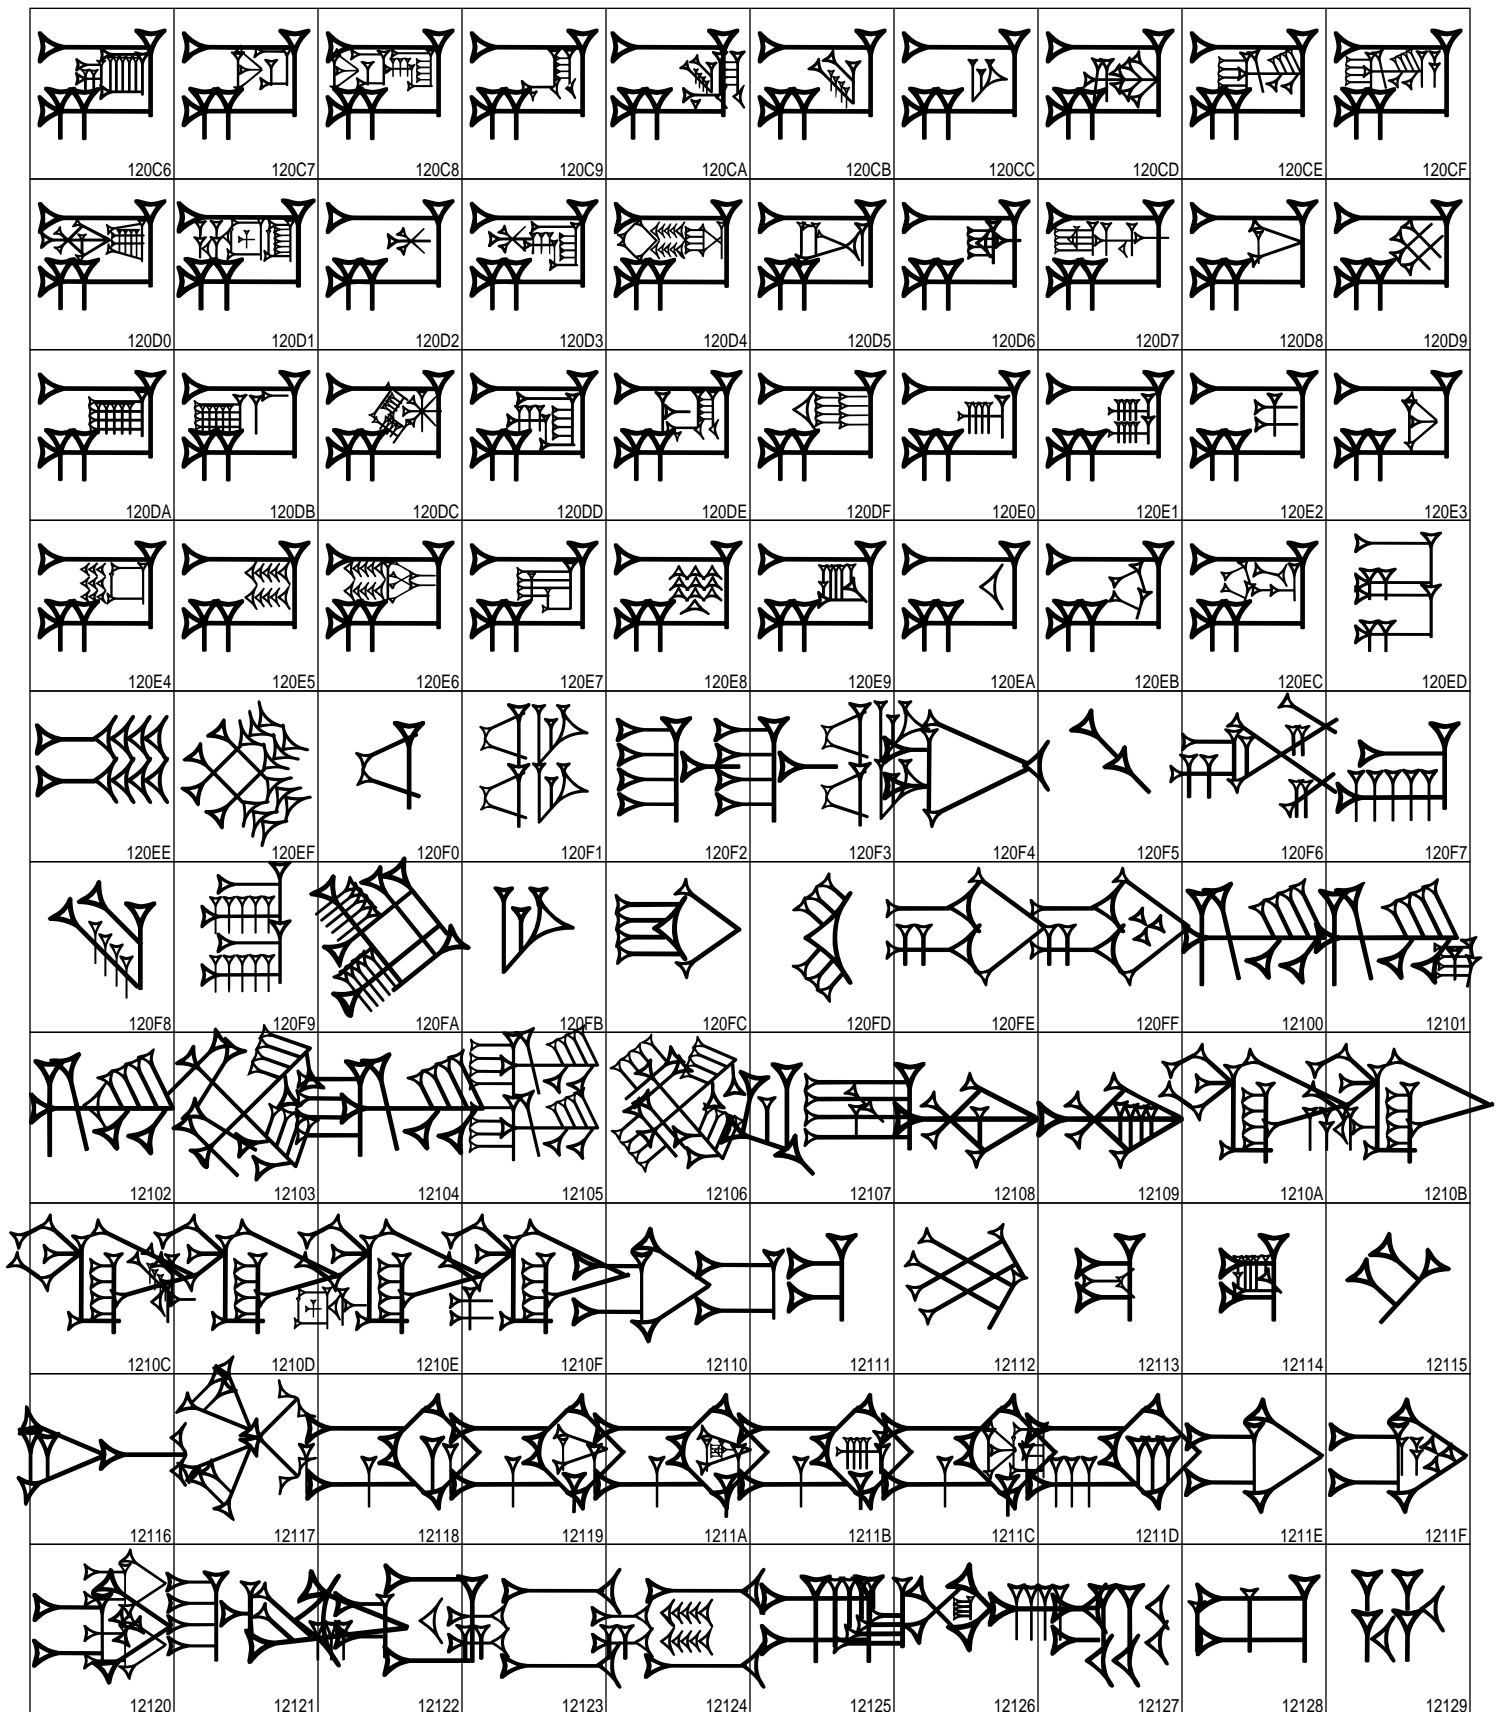 𒃆 𒃇 𒃈 𒃉 𒃊 𒃋 𒃌 𒃍 𒃎 𒃏
120C6 120C7 120C8 120C9 120CA 120CB 120CC 120CD 120CE 120CF
𒃐 𒃑 𒃒 𒃓 𒃔 𒃕 𒃖 𒃗 𒃘 𒃙
120D0 120D1 120D2 120D3 120D4 120D5 120D6 120D7 120D8 120D9
𒃚 𒃛 𒃜 𒃝 𒃞 𒃟 𒃠 𒃡 𒃢 𒃣
120DA 120DB 120DC 120DD 120DE 120DF 120E0 120E1 120E2 120E3
𒃤 𒃥 𒃦 𒃧 𒃨 𒃩 𒃪 𒃫 𒃬 𒃭
120E4 120E5 120E6 120E7 120E8 120E9 120EA 120EB 120EC 120ED
𒃮 𒃯 𒃰 𒃱 𒃲 𒃳 𒃴 𒃵 𒃶 𒃷
120EE 120EF 120F0 120F1 120F2 120F3 120F4 120F5 120F6 120F7
𒃸 𒃹 𒃺 𒃻 𒃼 𒃽 𒃾 𒃿 𒄀 𒄁
120F8 120F9 120FA 120FB 120FC 120FD 120FE 120FF 12100 12101
𒄂 𒄃 𒄄 𒄅 𒄆 𒄇 𒄈 𒄉 𒄊 𒄋
12102 12103 12104 12105 12106 12107 12108 12109 1210A 1210B
𒄌 𒄍 𒄎 𒄏 𒄐 𒄑 𒄒 𒄓 𒄔 𒄕
1210C 1210D 1210E 1210F 12110 12111 12112 12113 12114 12115
𒄖 𒄗 𒄘 𒄙 𒄚 𒄛 𒄜 𒄝 𒄞 𒄟
12116 12117 12118 12119 1211A 1211B 1211C 1211D 1211E 1211F
𒄠 𒄡 𒄢 𒄣 𒄤 𒄥 𒄦 𒄧 𒄨 𒄩
12120 12121 12122 12123 12124 12125 12126 12127 12128 12129